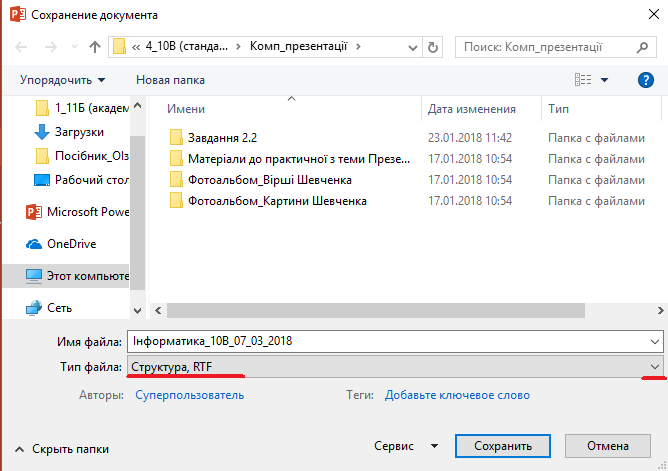 Сохранение документа
4_10В (станда... Комп_презентації
Поиск: Комп_презентації
Упорядочить Новая папка
1_11Б (академ
Загрузки
Посібник_Ols
Рабочий стол
Microsoft Powe
OneDrive
Этот компьюте
Сеть
Имени Дата изменения Тип
Завдання 2.2 23.01.2018 11:42 Папка с файлами
Матеріали до практичної з теми Презе... 17.01.2018 10:54 Папка с файлами
Фотоальбом_Вірші Шевченка 17.01.2018 10:54 Папка с файлами
Фотоальбом_Картини Шевченка 17.01.2018 10:54 Папка с файлами
Имя файла: Інформатика_10В_07_03_2018
Тип файла: Структура, RTF
Авторы: Суперпользователь Теги: Добавьте ключевое слово
Скрыть папки Сервис Сохранить Отмена